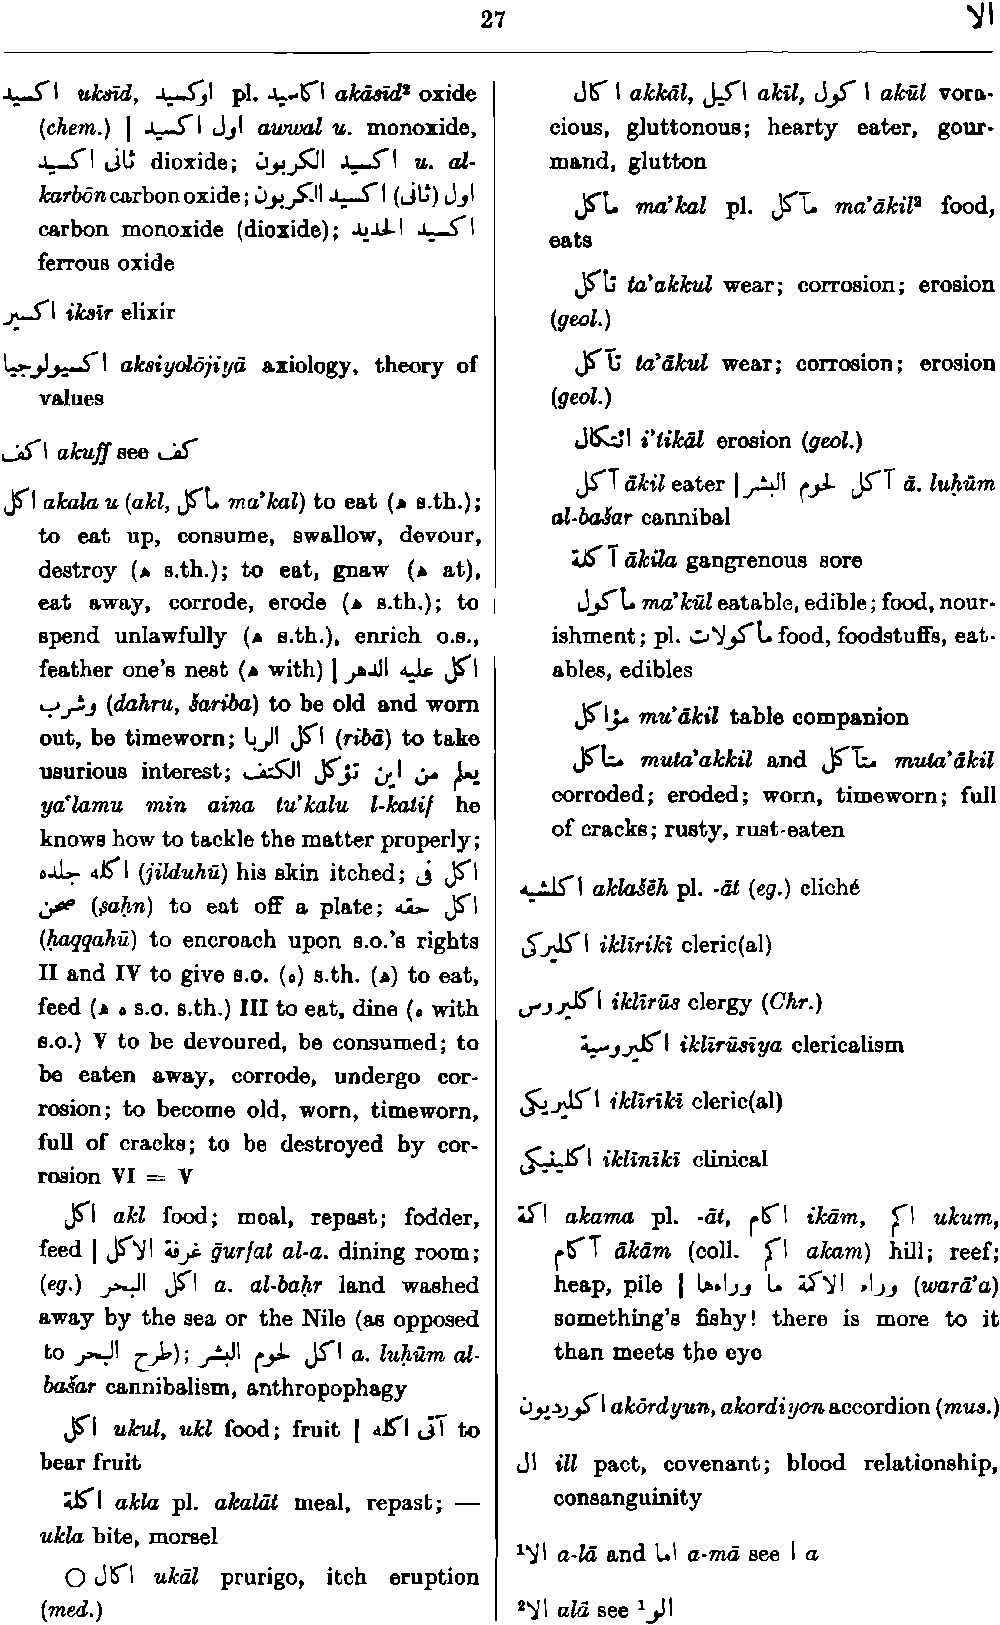 27
الا
اكسيد uksīd, اوكسيد pl. اكاسيد akāsīd² oxide
(chem.) | اول اكسيد awwal u. monoxide,
ثانى اكسيد dioxide; اكسيد الكربون u. al-
karbōn carbon oxide; اول (ثانى) اكسيد الكربون
carbon monoxide (dioxide); اكسيد الحديد
ferrous oxide
اكسير iksīr elixir
اكسيولوجيا aksiyolōjiyā axiology, theory of
values
اكف akuff see كف
اكل akala u (akl, مأكل ma’kal) to eat (ه s.th.);
to eat up, consume, swallow, devour,
destroy (ه s.th.); to eat, gnaw (ه at),
eat away, corrode, erode (ه s.th.); to
spend unlawfully (ه s.th.), enrich o.s.,
feather one’s nest (ه with) | اكل عليه الدهر
وشرب (dahru, šariba) to be old and worn
out, be timeworn; اكل الربا (ribā) to take
usurious interest; يعلم من اين تؤكل الكتف
ya‘lamu min aina tu’kalu l-katif he
knows how to tackle the matter properly;
اكله جلده (jilduhū) his skin itched; اكل فى
صحن (ṣaḥn) to eat off a plate; اكل حقه
(ḥaqqahū) to encroach upon s.o.’s rights
II and IV to give s.o. (ه) s.th. (ه) to eat,
feed (ه ه s.o. s.th.) III to eat, dine (ه with
s.o.) V to be devoured, be consumed; to
be eaten away, corrode, undergo cor-
rosion; to become old, worn, timeworn,
full of cracks; to be destroyed by cor-
rosion VI = V
اكل akl food; meal, repast; fodder,
feed | غرفة الاكل ḡurfat al-a. dining room;
(eg.) اكل البحر a. al-baḥr land washed
away by the sea or the Nile (as opposed
to طرح البحر); اكل لحوم البشر a. luḥūm al-
bašar cannibalism, anthropophagy
اكل ukul, ukl food; fruit | آتى اكله to
bear fruit
اكلة akla pl. akalāt meal, repast; —
ukla bite, morsel
○ اكال ukāl prurigo, itch eruption
(med.)
اكال akkāl, اكيل akīl, اكول akūl vora-
cious, gluttonous; hearty eater, gour-
mand, glutton
مأكل ma’kal pl. مآكل ma’ākil² food,
eats
تأكل ta’akkul wear; corrosion; erosion
(geol.)
تآكل ta’ākul wear; corrosion; erosion
(geol.)
ائتكال i’tikāl erosion (geol.)
آكل ākil eater | آكل لحوم البشر ā. luḥūm
al-bašar cannibal
آكلة ākila gangrenous sore
مأكول ma’kūl eatable, edible; food, nour-
ishment; pl. مأكولات food, foodstuffs, eat-
ables, edibles
مؤاكل mu’ākil table companion
متأكل muta’akkil and متآكل muta’ākil
corroded; eroded; worn, timeworn; full
of cracks; rusty, rust-eaten
اكلشيه aklašēh pl. -āt (eg.) cliché
اكليركى iklīrikī cleric(al)
اكليروس iklīrūs clergy (Chr.)
اكليروسية iklīrūsīya clericalism
اكليريكى iklīrīkī cleric(al)
اكلينيكى iklīnīkī clinical
اكمة akama pl. -āt, اكام ikām, اكم ukum,
آكام ākām (coll. اكم akam) hill; reef;
heap, pile | وراء الاكمة ما وراءها (warā’a)
something’s fishy! there is more to it
than meets the eye
اكورديون akōrdyun, akordiyon accordion (mus.)
ال ill pact, covenant; blood relationship,
consanguinity
¹الا a-lā and اما a-mā see ا a
²الا alā see ¹الو